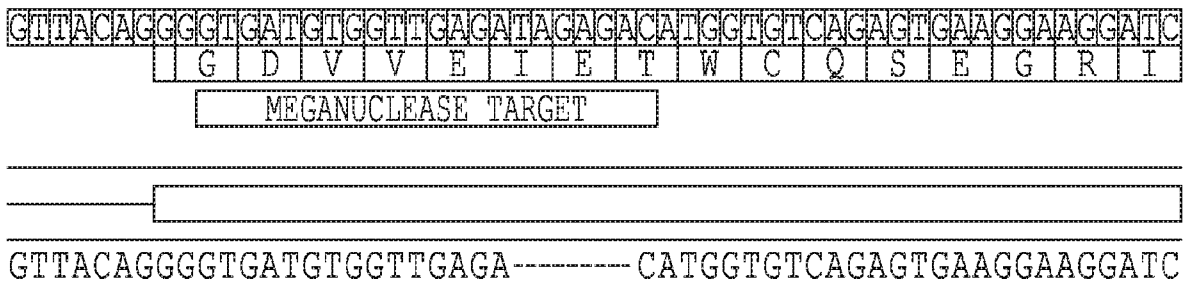 GTTACAGGGGTGATGTGGTTGAGATAGAGACATGGTGTCAGAGTGAAGGAAGGATC
G D V V E I E T W C Q S E G R I
MEGANUCLEASE TARGET
GTTACAGGGGTGATGTGGTTGAGA------CATGGTGTCAGAGTGAAGGAAGGATC